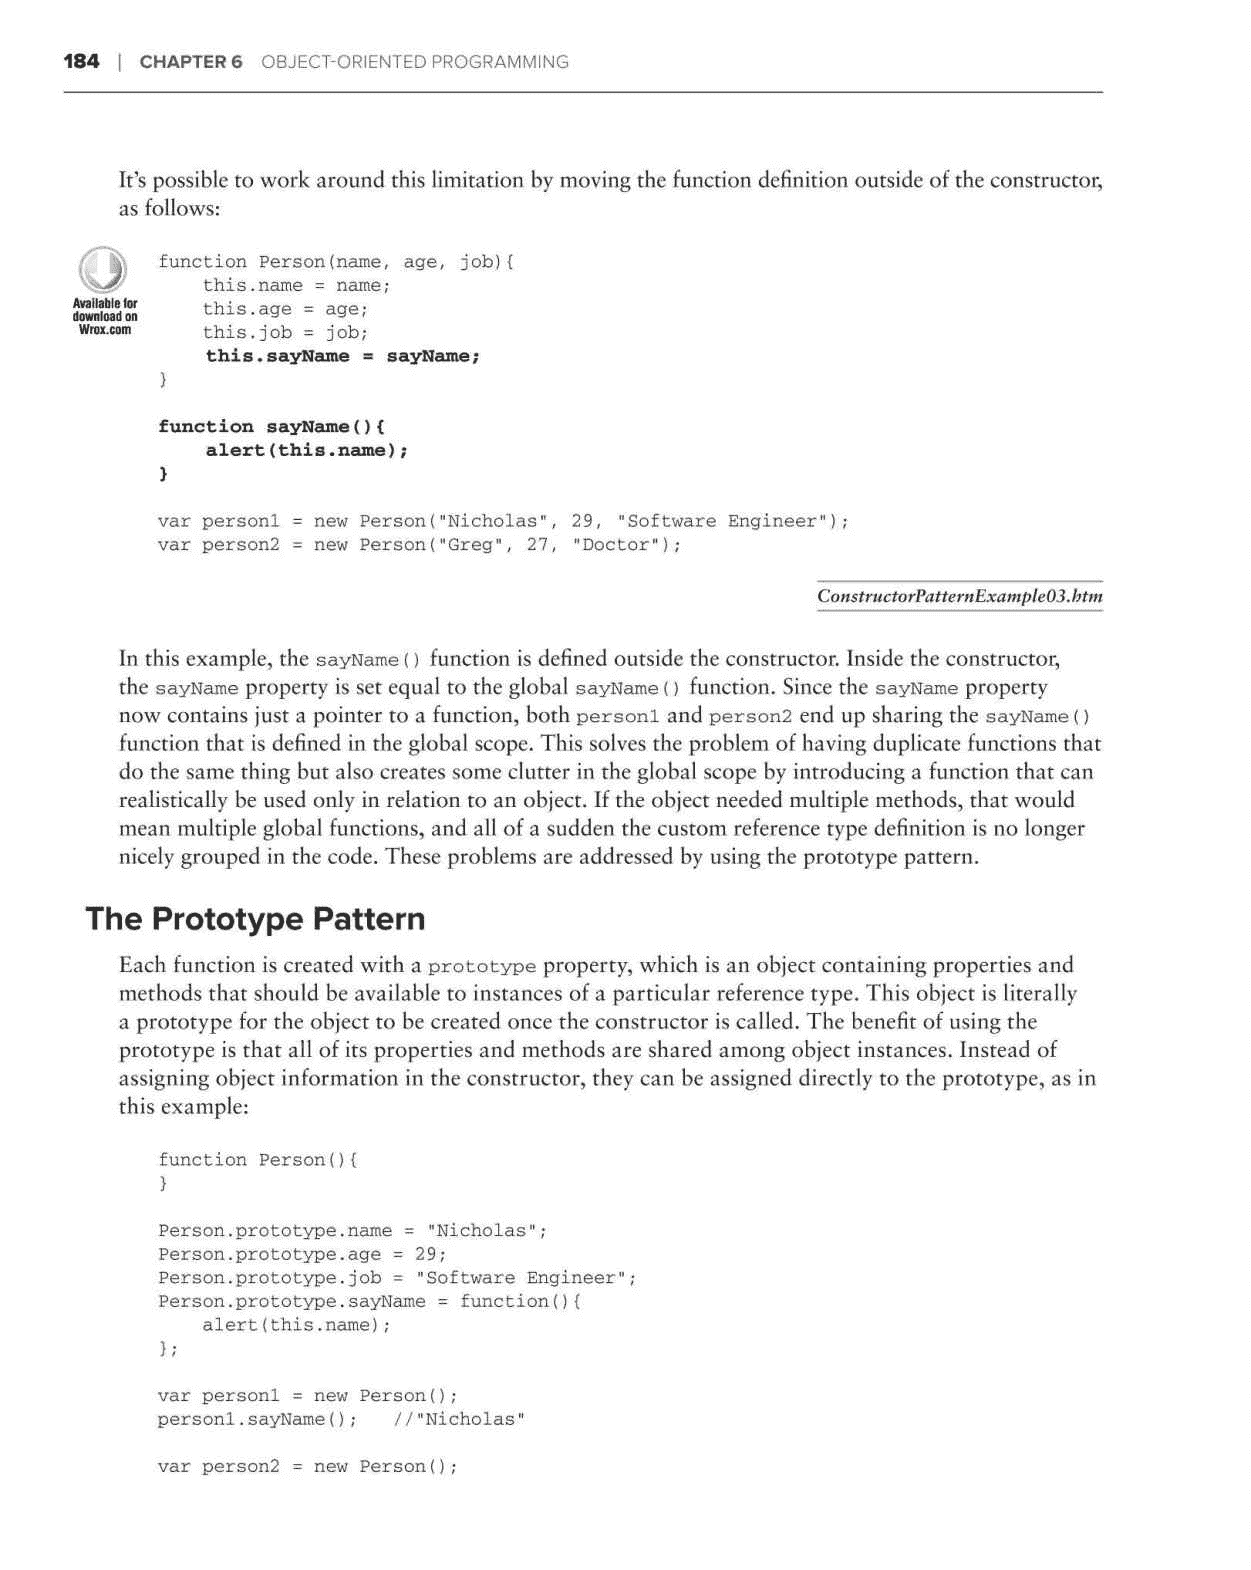 184 | CHAPTER 6 OBJECT-ORIENTED PROGRAMMING
It's possible to work around this limitation by moving the function definition outside of the constructor,
as follows:
Available for
download on
Wrox.com
function Person(name, age, job){
    this.name = name;
    this.age = age;
    this.job = job;
    this.sayName = sayName;
}
function sayName(){
    alert(this.name);
}
var person1 = new Person("Nicholas", 29, "Software Engineer");
var person2 = new Person("Greg", 27, "Doctor");
ConstructorPatternExample03.htm
In this example, the sayName() function is defined outside the constructor. Inside the constructor,
the sayName property is set equal to the global sayName() function. Since the sayName property
now contains just a pointer to a function, both person1 and person2 end up sharing the sayName()
function that is defined in the global scope. This solves the problem of having duplicate functions that
do the same thing but also creates some clutter in the global scope by introducing a function that can
realistically be used only in relation to an object. If the object needed multiple methods, that would
mean multiple global functions, and all of a sudden the custom reference type definition is no longer
nicely grouped in the code. These problems are addressed by using the prototype pattern.
The Prototype Pattern
Each function is created with a prototype property, which is an object containing properties and
methods that should be available to instances of a particular reference type. This object is literally
a prototype for the object to be created once the constructor is called. The benefit of using the
prototype is that all of its properties and methods are shared among object instances. Instead of
assigning object information in the constructor, they can be assigned directly to the prototype, as in
this example:
function Person(){
}
Person.prototype.name = "Nicholas";
Person.prototype.age = 29;
Person.prototype.job = "Software Engineer";
Person.prototype.sayName = function(){
    alert(this.name);
};
var person1 = new Person();
person1.sayName();   //"Nicholas"
var person2 = new Person();